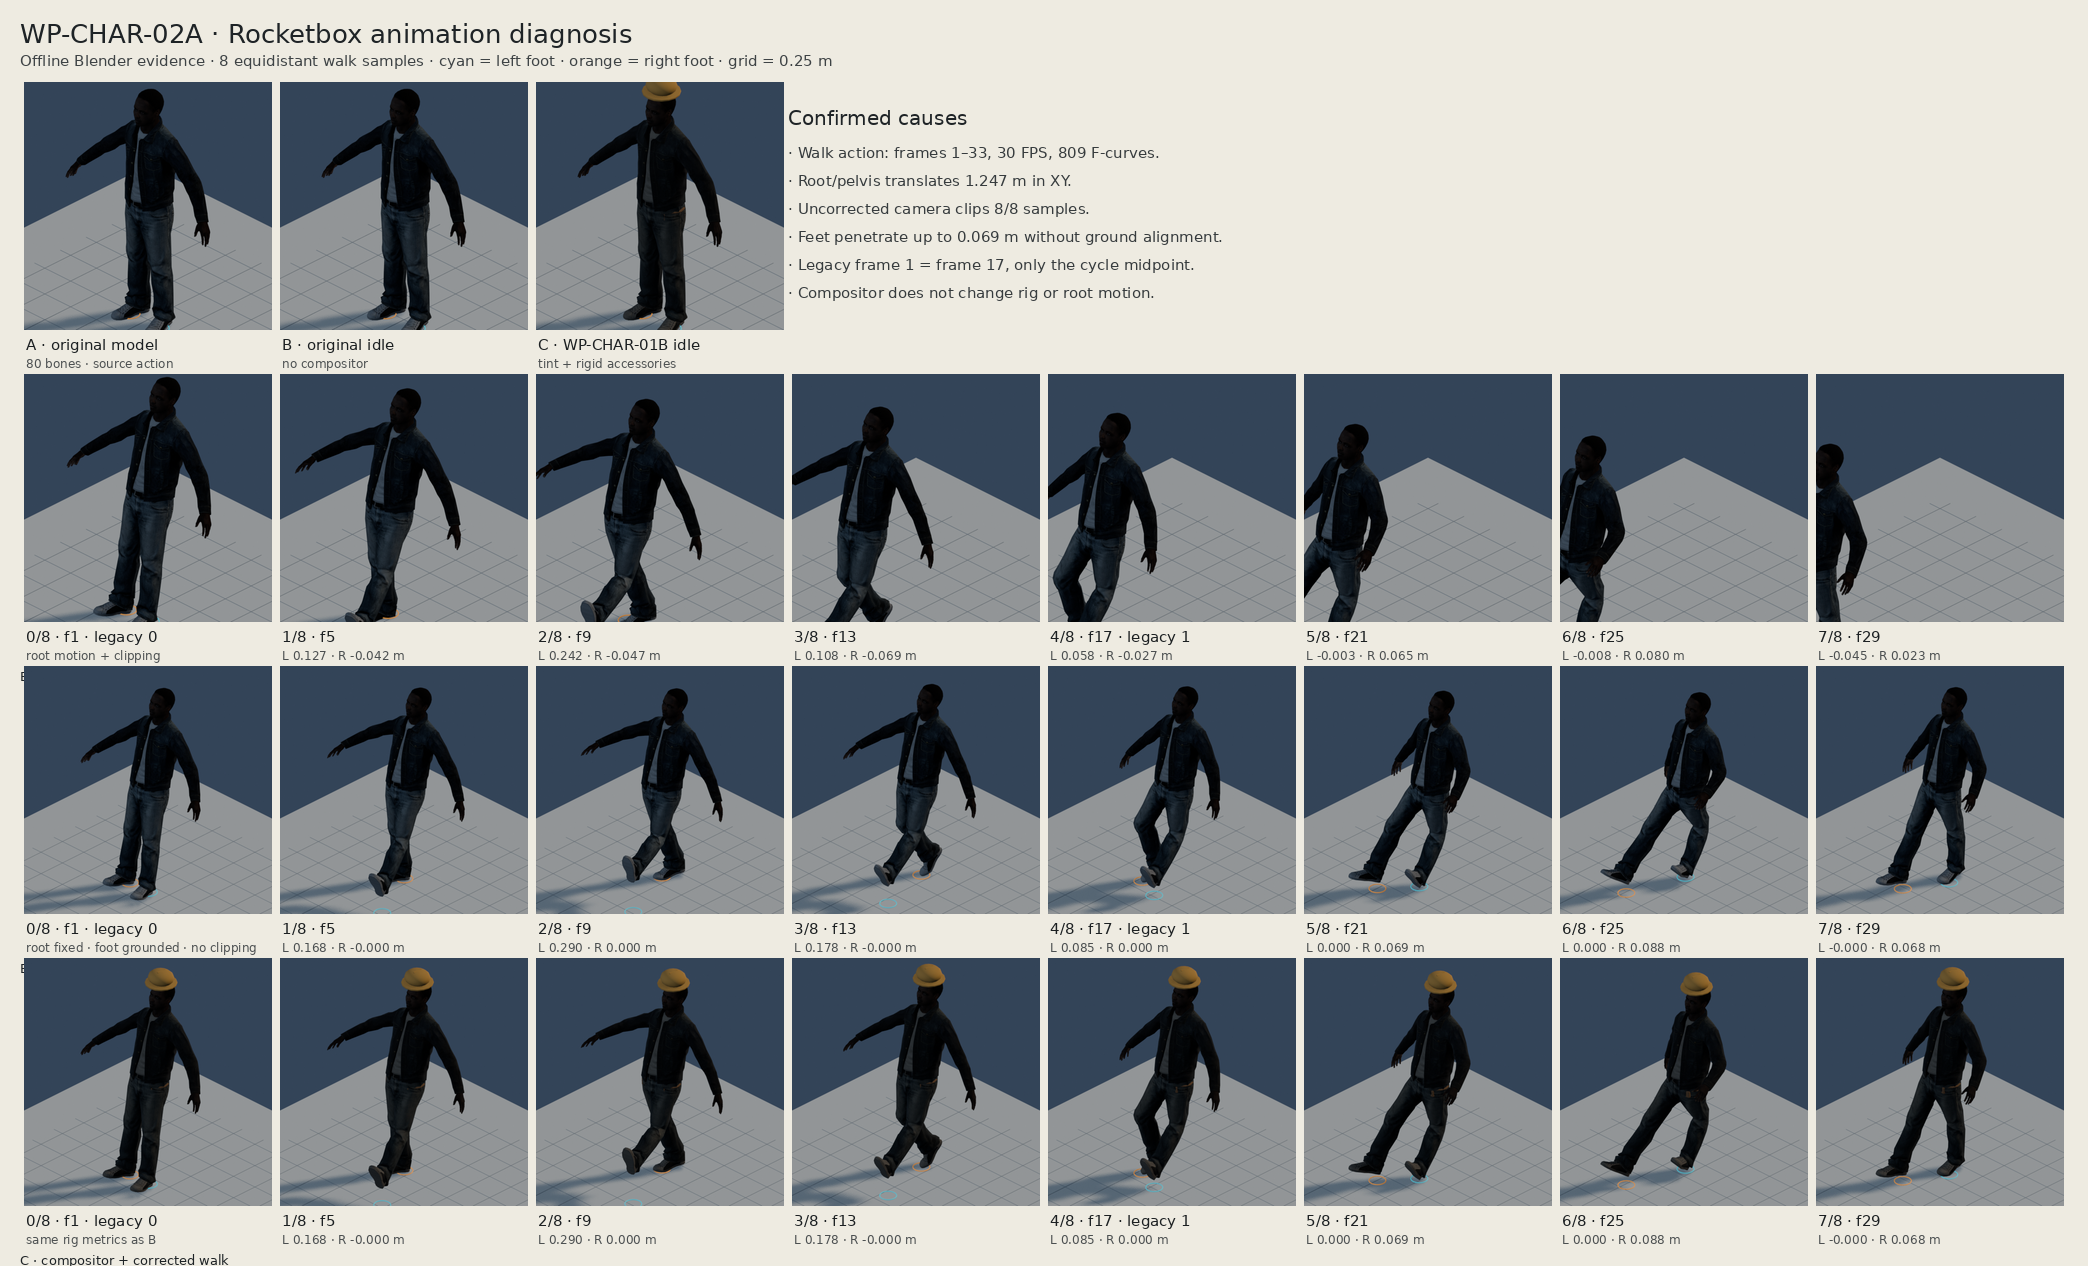 WP-CHAR-02A · Rocketbox animation diagnosis
Offline Blender evidence · 8 equidistant walk samples · cyan = left foot · orange = right foot · grid = 0.25 m
Confirmed causes
· Walk action: frames 1–33, 30 FPS, 809 F-curves.
· Root/pelvis translates 1.247 m in XY.
· Uncorrected camera clips 8/8 samples.
· Feet penetrate up to 0.069 m without ground alignment.
· Legacy frame 1 = frame 17, only the cycle midpoint.
· Compositor does not change rig or root motion.
A · original model
80 bones · source action
B · original idle
no compositor
C · WP-CHAR-01B idle
tint + rigid accessories
0/8 · f1 · legacy 0
root motion + clipping
1/8 · f5
L 0.127 · R -0.042 m
2/8 · f9
L 0.242 · R -0.047 m
3/8 · f13
L 0.108 · R -0.069 m
4/8 · f17 · legacy 1
L 0.058 · R -0.027 m
5/8 · f21
L -0.003 · R 0.065 m
6/8 · f25
L -0.008 · R 0.080 m
7/8 · f29
L -0.045 · R 0.023 m
0/8 · f1 · legacy 0
root fixed · foot grounded · no clipping
1/8 · f5
L 0.168 · R -0.000 m
2/8 · f9
L 0.290 · R 0.000 m
3/8 · f13
L 0.178 · R -0.000 m
4/8 · f17 · legacy 1
L 0.085 · R 0.000 m
5/8 · f21
L 0.000 · R 0.069 m
6/8 · f25
L 0.000 · R 0.088 m
7/8 · f29
L -0.000 · R 0.068 m
0/8 · f1 · legacy 0
same rig metrics as B
1/8 · f5
L 0.168 · R -0.000 m
2/8 · f9
L 0.290 · R 0.000 m
3/8 · f13
L 0.178 · R -0.000 m
4/8 · f17 · legacy 1
L 0.085 · R 0.000 m
5/8 · f21
L 0.000 · R 0.069 m
6/8 · f25
L 0.000 · R 0.088 m
7/8 · f29
L -0.000 · R 0.068 m
C · compositor + corrected walk